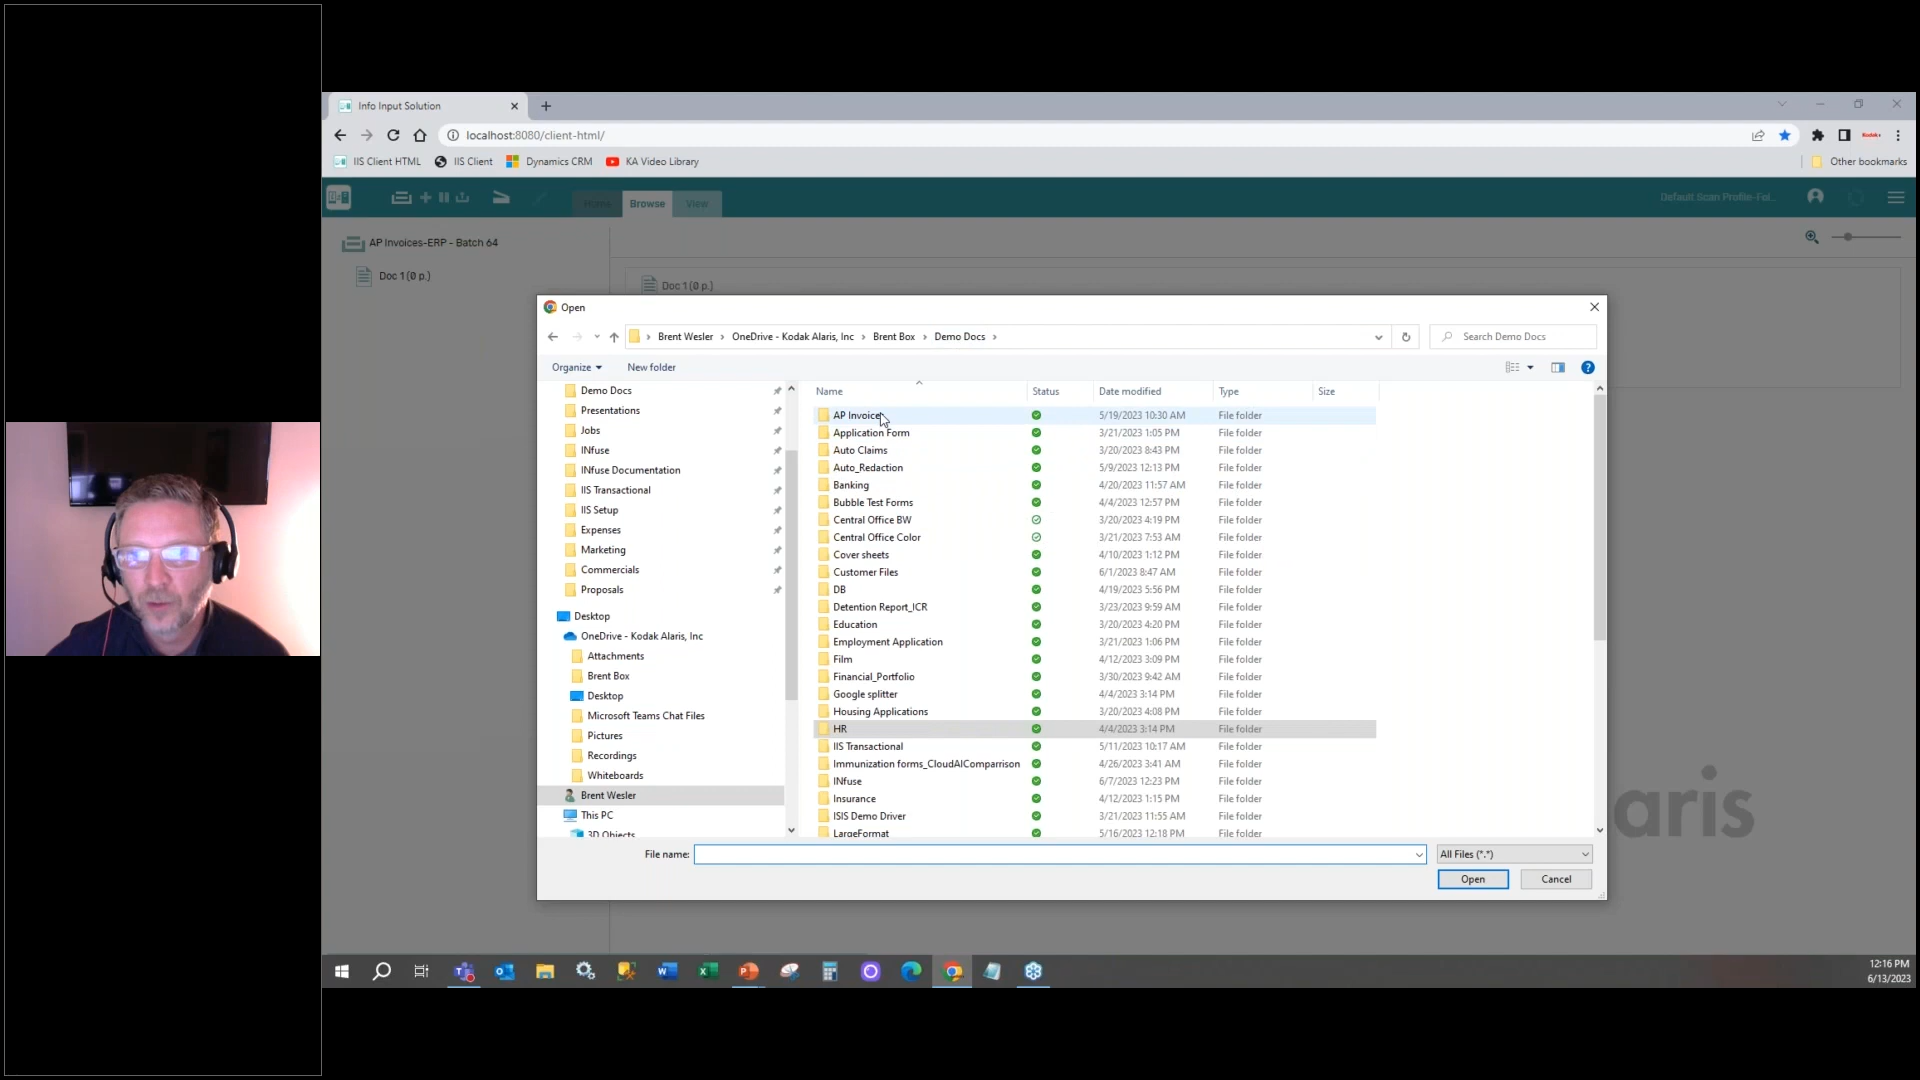 Info Input Solution
localhost:8080/client-html/
IIS Client HTML
IIS Client
Dynamics CRM
KA Video Library
Other bookmarks
Home
Browse
View
Default Scan Profile-Fol...
AP Invoices-ERP - Batch 64
Doc 1 (0 p.)
Doc 1 (0 p.)
Open
Brent Wesler > OneDrive - Kodak Alaris, Inc > Brent Box > Demo Docs >
Search Demo Docs
Organize
New folder
Demo Docs
Presentations
Jobs
INfuse
INfuse Documentation
IIS Transactional
IIS Setup
Expenses
Marketing
Commercials
Proposals
Desktop
OneDrive - Kodak Alaris, Inc
Attachments
Brent Box
Desktop
Microsoft Teams Chat Files
Pictures
Recordings
Whiteboards
Brent Wesler
This PC
3D Objects
Name Status Date modified Type Size
AP Invoice 5/19/2023 10:30 AM File folder
Application Form 3/21/2023 1:05 PM File folder
Auto Claims 3/20/2023 8:43 PM File folder
Auto_Redaction 5/9/2023 12:13 PM File folder
Banking 4/20/2023 11:57 AM File folder
Bubble Test Forms 4/4/2023 12:57 PM File folder
Central Office BW 3/20/2023 4:19 PM File folder
Central Office Color 3/21/2023 7:53 AM File folder
Cover sheets 4/10/2023 1:12 PM File folder
Customer Files 6/1/2023 8:47 AM File folder
DB 4/19/2023 5:56 PM File folder
Detention Report_ICR 3/23/2023 9:59 AM File folder
Education 3/20/2023 4:20 PM File folder
Employment Application 3/21/2023 1:06 PM File folder
Film 4/12/2023 3:09 PM File folder
Financial_Portfolio 3/30/2023 9:42 AM File folder
Google splitter 4/4/2023 3:14 PM File folder
Housing Applications 3/20/2023 4:08 PM File folder
HR 4/4/2023 3:14 PM File folder
IIS Transactional 5/11/2023 10:17 AM File folder
Immunization forms_CloudAIComparrison 4/26/2023 3:41 AM File folder
INfuse 6/7/2023 12:23 PM File folder
Insurance 4/12/2023 1:15 PM File folder
ISIS Demo Driver 3/21/2023 11:55 AM File folder
LargeFormat 5/16/2023 12:18 PM File folder
aris
File name:
All Files (*.*)
Open
Cancel
12:16 PM
6/13/2023